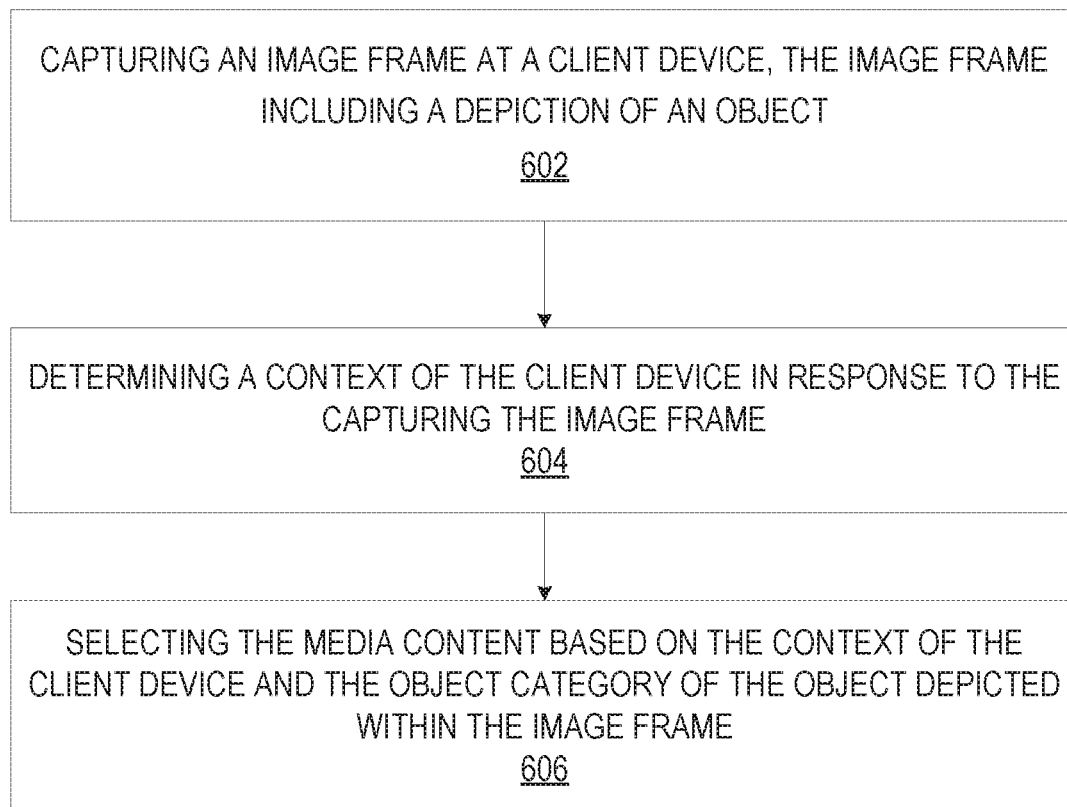 CAPTURING AN IMAGE FRAME AT A CLIENT DEVICE, THE IMAGE FRAME
INCLUDING A DEPICTION OF AN OBJECT
602
DETERMINING A CONTEXT OF THE CLIENT DEVICE IN RESPONSE TO THE
CAPTURING THE IMAGE FRAME
604
SELECTING THE MEDIA CONTENT BASED ON THE CONTEXT OF THE
CLIENT DEVICE AND THE OBJECT CATEGORY OF THE OBJECT DEPICTED
WITHIN THE IMAGE FRAME
606